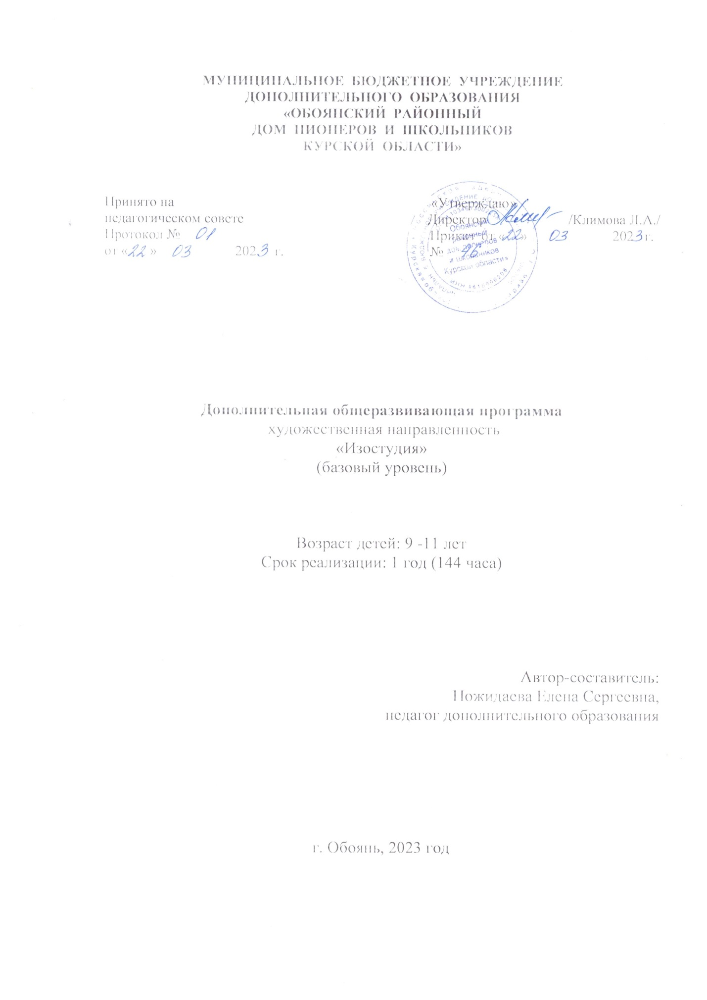 МУНИЦИПАЛЬНОЕ БЮДЖЕТНОЕ УЧРЕЖДЕНИЕ
ДОПОЛНИТЕЛЬНОГО ОБРАЗОВАНИЯ
«ОБОЯНСКИЙ РАЙОННЫЙ
ДОМ ПИОНЕРОВ И ШКОЛЬНИКОВ
КУРСКОЙ ОБЛАСТИ»
Принято на
педагогическом совете
Протокол № 01
от «22» 03 2023 г.
«Утверждаю»
Директор /Климова Л.А./
Приказ от «22» 03 2023 г.
№ 46
Обоянский
районный
дом пионеров
и школьников
Курской области»
Дополнительная общеразвивающая программа
художественная направленность
«Изостудия»
(базовый уровень)
Возраст детей: 9 -11 лет
Срок реализации: 1 год (144 часа)
Автор-составитель:
Пожидаева Елена Сергеевна,
педагог дополнительного образования
г. Обоянь, 2023 год